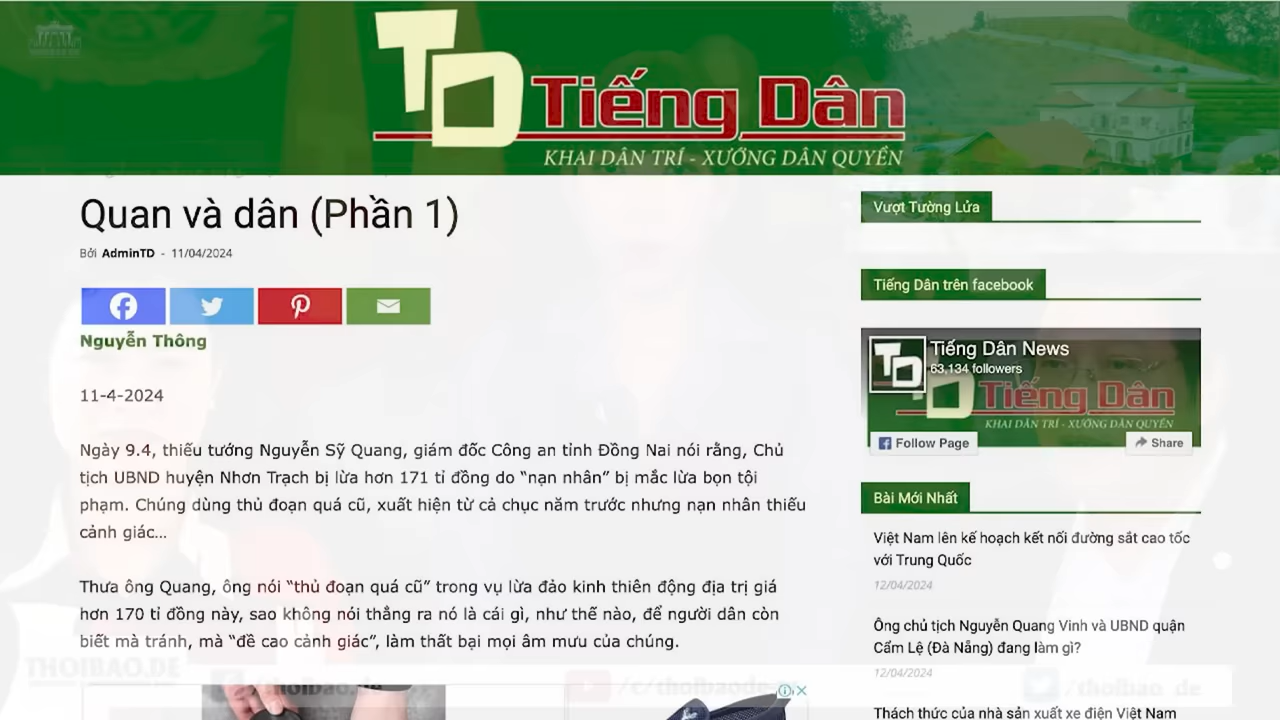 TD Tiếng Dân
KHAI DÂN TRÍ - XƯỚNG DÂN QUYỀN
Quan và dân (Phần 1)
Bởi AdminTD - 11/04/2024
Nguyễn Thông
11-4-2024
Ngày 9.4, thiếu tướng Nguyễn Sỹ Quang, giám đốc Công an tỉnh Đồng Nai nói rằng, Chủ
tịch UBND huyện Nhơn Trạch bị lừa hơn 171 tỉ đồng do “nạn nhân” bị mắc lừa bọn tội
phạm. Chúng dùng thủ đoạn quá cũ, xuất hiện từ cả chục năm trước nhưng nạn nhân thiếu
cảnh giác...
Thưa ông Quang, ông nói “thủ đoạn quá cũ” trong vụ lừa đảo kinh thiên động địa trị giá
hơn 170 tỉ đồng này, sao không nói thẳng ra nó là cái gì, như thế nào, để người dân còn
biết mà tránh, mà “đề cao cảnh giác”, làm thất bại mọi âm mưu của chúng.
Vượt Tường Lửa
Tiếng Dân trên facebook
Tiếng Dân News
63,134 followers
TD Tiếng Dân
KHAI DÂN TRÍ - XƯỚNG DÂN QUYỀN
Follow Page
Share
Bài Mới Nhất
Việt Nam lên kế hoạch kết nối đường sắt cao tốc
với Trung Quốc
12/04/2024
Ông chủ tịch Nguyễn Quang Vinh và UBND quận
Cẩm Lệ (Đà Nẵng) đang làm gì?
12/04/2024
Thách thức của nhà sản xuất xe điện Việt Nam
THOIBAO.DE
/thoibao.de
/c/thoibaode
/thoibao_de